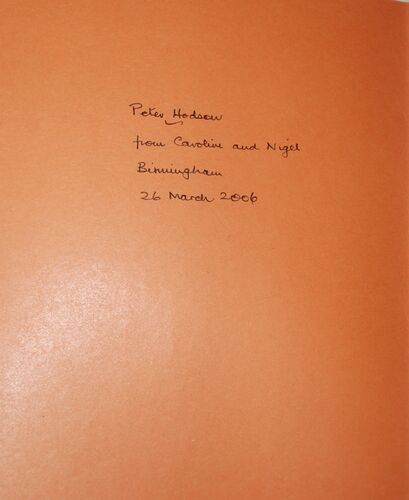 Peter Hodson
from Caroline and Nigel
Birmingham
26 March 2006